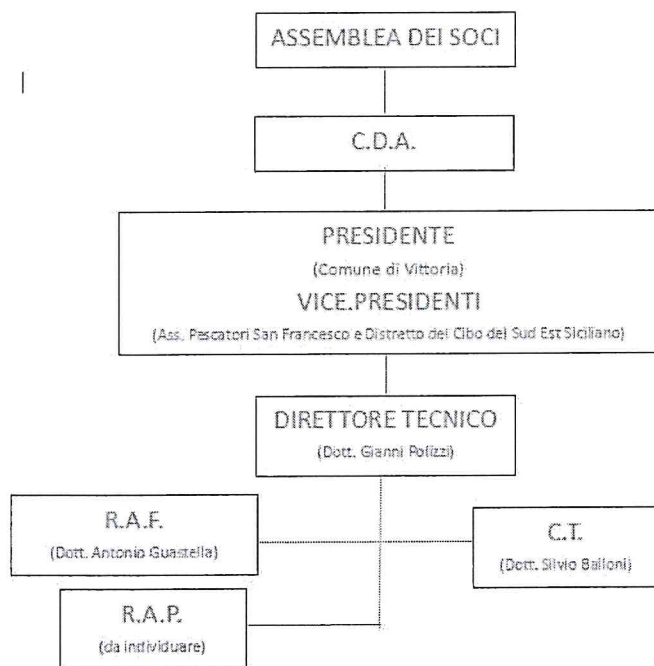 ASSEMBLEA DEI SOCI
C.D.A.
PRESIDENTE
(Comune di Vittoria)
VICE.PRESIDENTI
(Ass. Pescatori San Francesco e Distretto del Cibo del Sud Est Siciliano)
DIRETTORE TECNICO
(Dott. Gianni Polizzi)
R.A.F.
(Dott. Antonio Guastella)
C.T.
(Dott. Silvio Balloni)
R.A.P.
(da individuare)